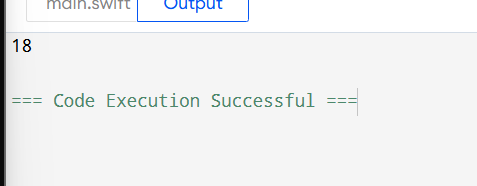 main.swift Output
18
=== Code Execution Successful ===